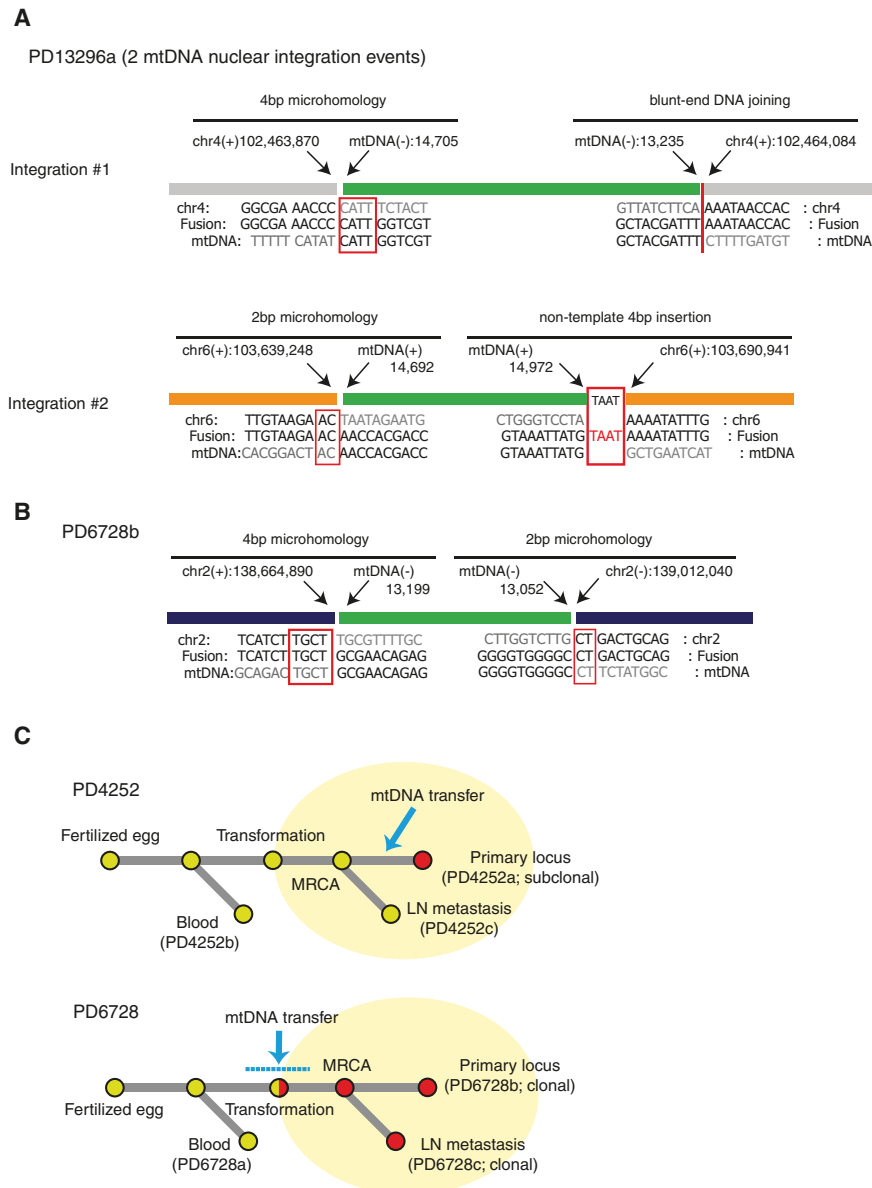 A
PD13296a (2 mtDNA nuclear integration events)
4bp microhomology
blunt-end DNA joining
chr4(+)102,463,870
mtDNA(-):14,705
mtDNA(-):13,235
chr4(+):102,464,084
Integration #1
chr4: GGCGA AACCC CATT TCTACT GTTATCTTCA AAATAACCAC : chr4
Fusion: GGCGA AACCC CATT GGTCGT GCTACGATTT AAATAACCAC : Fusion
mtDNA: TTTTT CATAT CATT GGTCGT GCTACGATTT CTTTTGATGT : mtDNA
2bp microhomology
non-template 4bp insertion
chr6(+):103,639,248
mtDNA(+) 14,692
mtDNA(+) 14,972
chr6(+):103,690,941
TAAT
Integration #2
chr6: TTGTAAGA AC TAATAGAATG CTGGGTCCTA AAAATATTTG : chr6
Fusion: TTGTAAGA AC AACCACGACC GTAAATTATG TAAT AAAATATTTG : Fusion
mtDNA: CACGGACT AC AACCACGACC GTAAATTATG GCTGAATCAT : mtDNA
B
PD6728b
4bp microhomology
2bp microhomology
chr2(+):138,664,890
mtDNA(-) 13,199
mtDNA(-) 13,052
chr2(-):139,012,040
chr2: TCATCT TGCT TGCGTTTTGC CTTGGTCTTG CT GACTGCAG : chr2
Fusion: TCATCT TGCT GCGAACAGAG GGGGTGGGGC CT GACTGCAG : Fusion
mtDNA: GCAGAC TGCT GCGAACAGAG GGGGTGGGGC CT TCTATGGC : mtDNA
C
PD4252
mtDNA transfer
Fertilized egg
Transformation
MRCA
Primary locus
(PD4252a; subclonal)
Blood
(PD4252b)
LN metastasis
(PD4252c)
PD6728
mtDNA transfer
MRCA
Primary locus
(PD6728b; clonal)
Fertilized egg
Transformation
Blood
(PD6728a)
LN metastasis
(PD6728c; clonal)